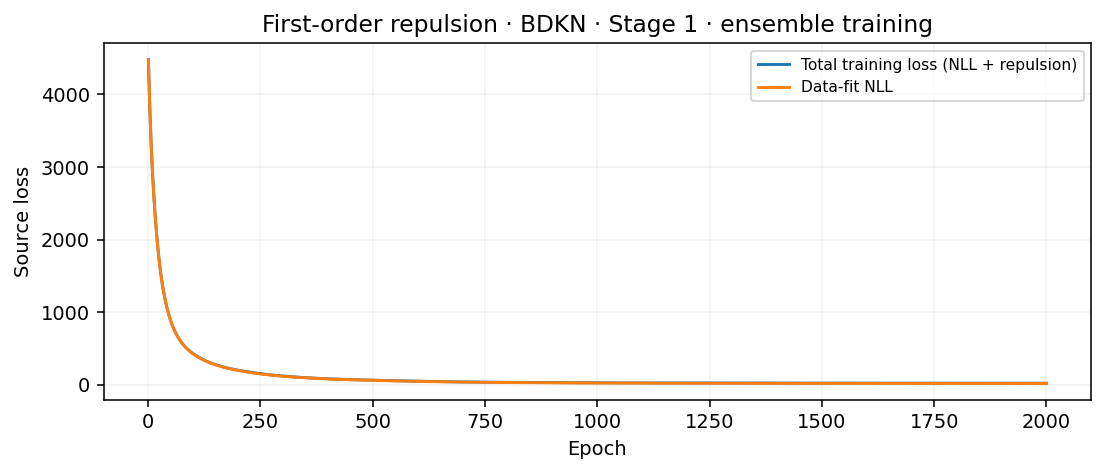 First-order repulsion · BDKN · Stage 1 · ensemble training
Total training loss (NLL + repulsion)
Data-fit NLL
Source loss
4000
3000
2000
1000
0
0 250 500 750 1000 1250 1500 1750 2000
Epoch